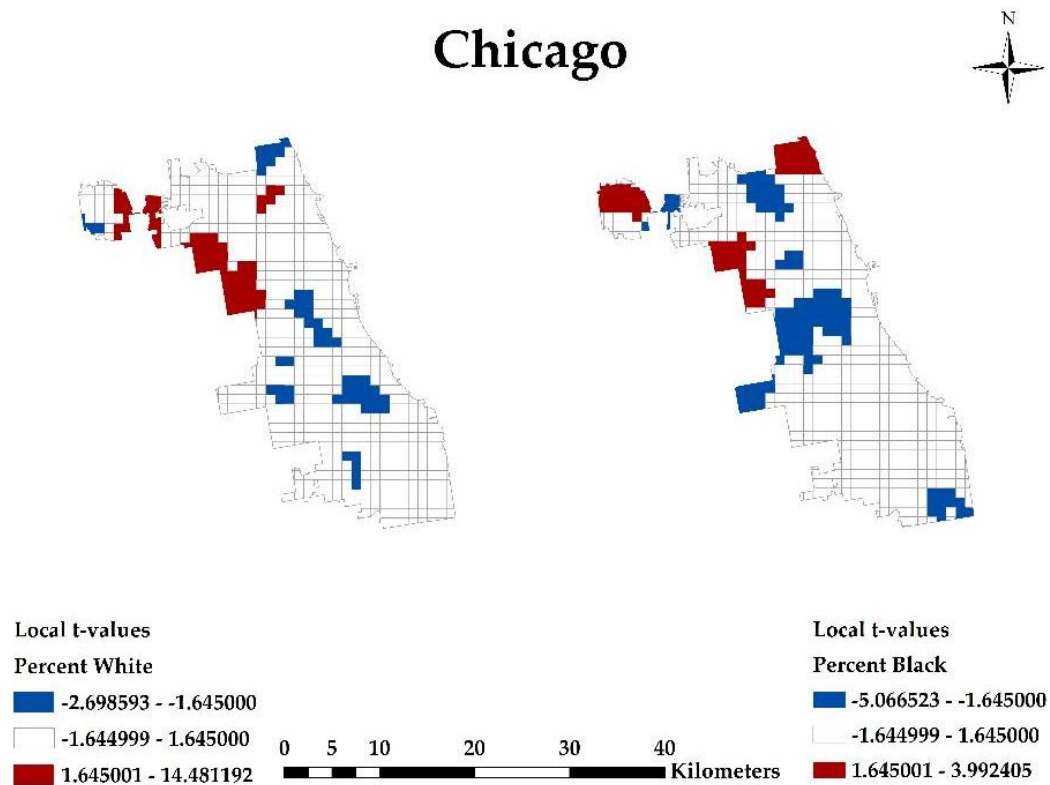 Chicago
N
Local t-values
Percent White
-2.698593 - -1.645000
-1.644999 - 1.645000
1.645001 - 14.481192
0 5 10 20 30 40
Kilometers
Local t-values
Percent Black
-5.066523 - -1.645000
-1.644999 - 1.645000
1.645001 - 3.992405